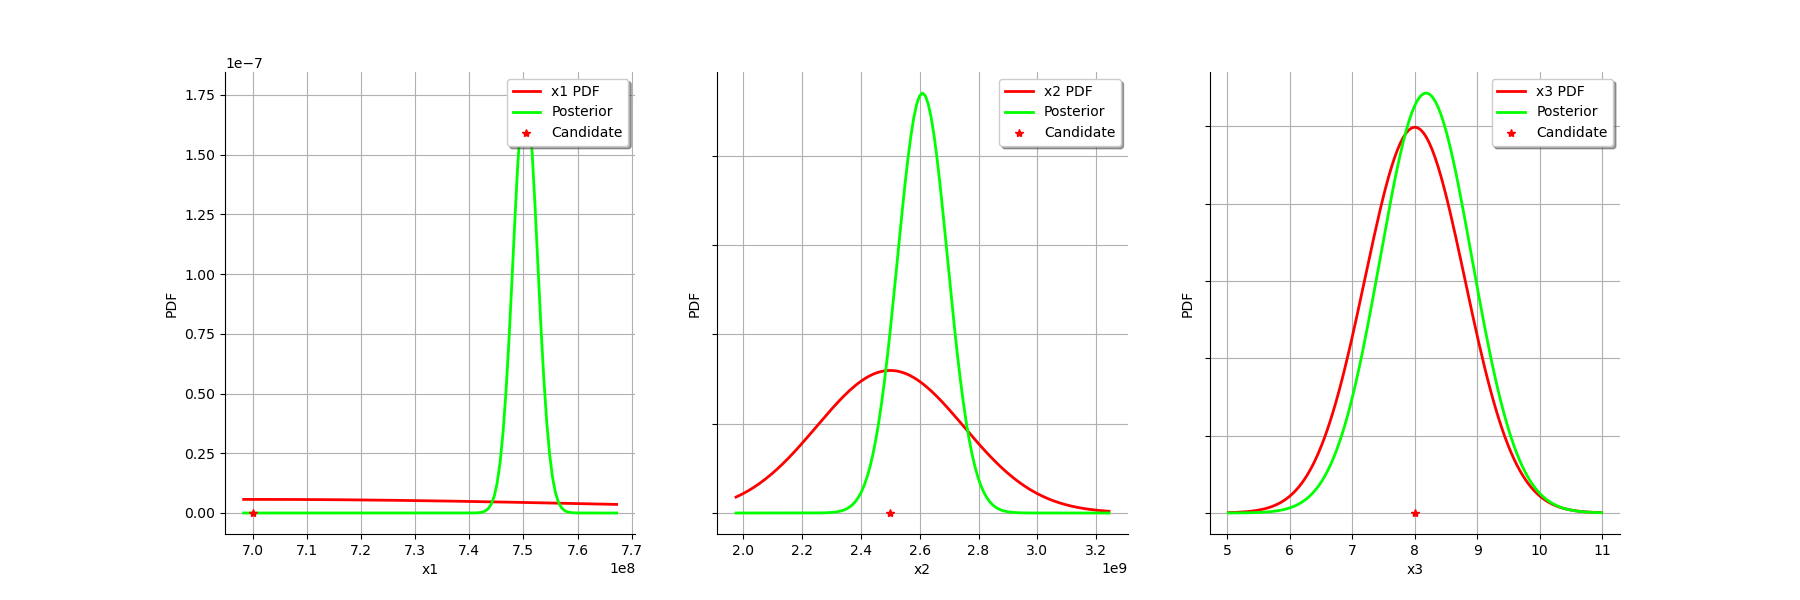 1e−7
1.75
1.50
1.25
1.00
0.75
0.50
0.25
0.00
PDF
7.0 7.1 7.2 7.3 7.4 7.5 7.6 7.7
x1
1e8
x1 PDF
Posterior
Candidate
PDF
2.0 2.2 2.4 2.6 2.8 3.0 3.2
x2
1e9
x2 PDF
Posterior
Candidate
PDF
5 6 7 8 9 10 11
x3
x3 PDF
Posterior
Candidate